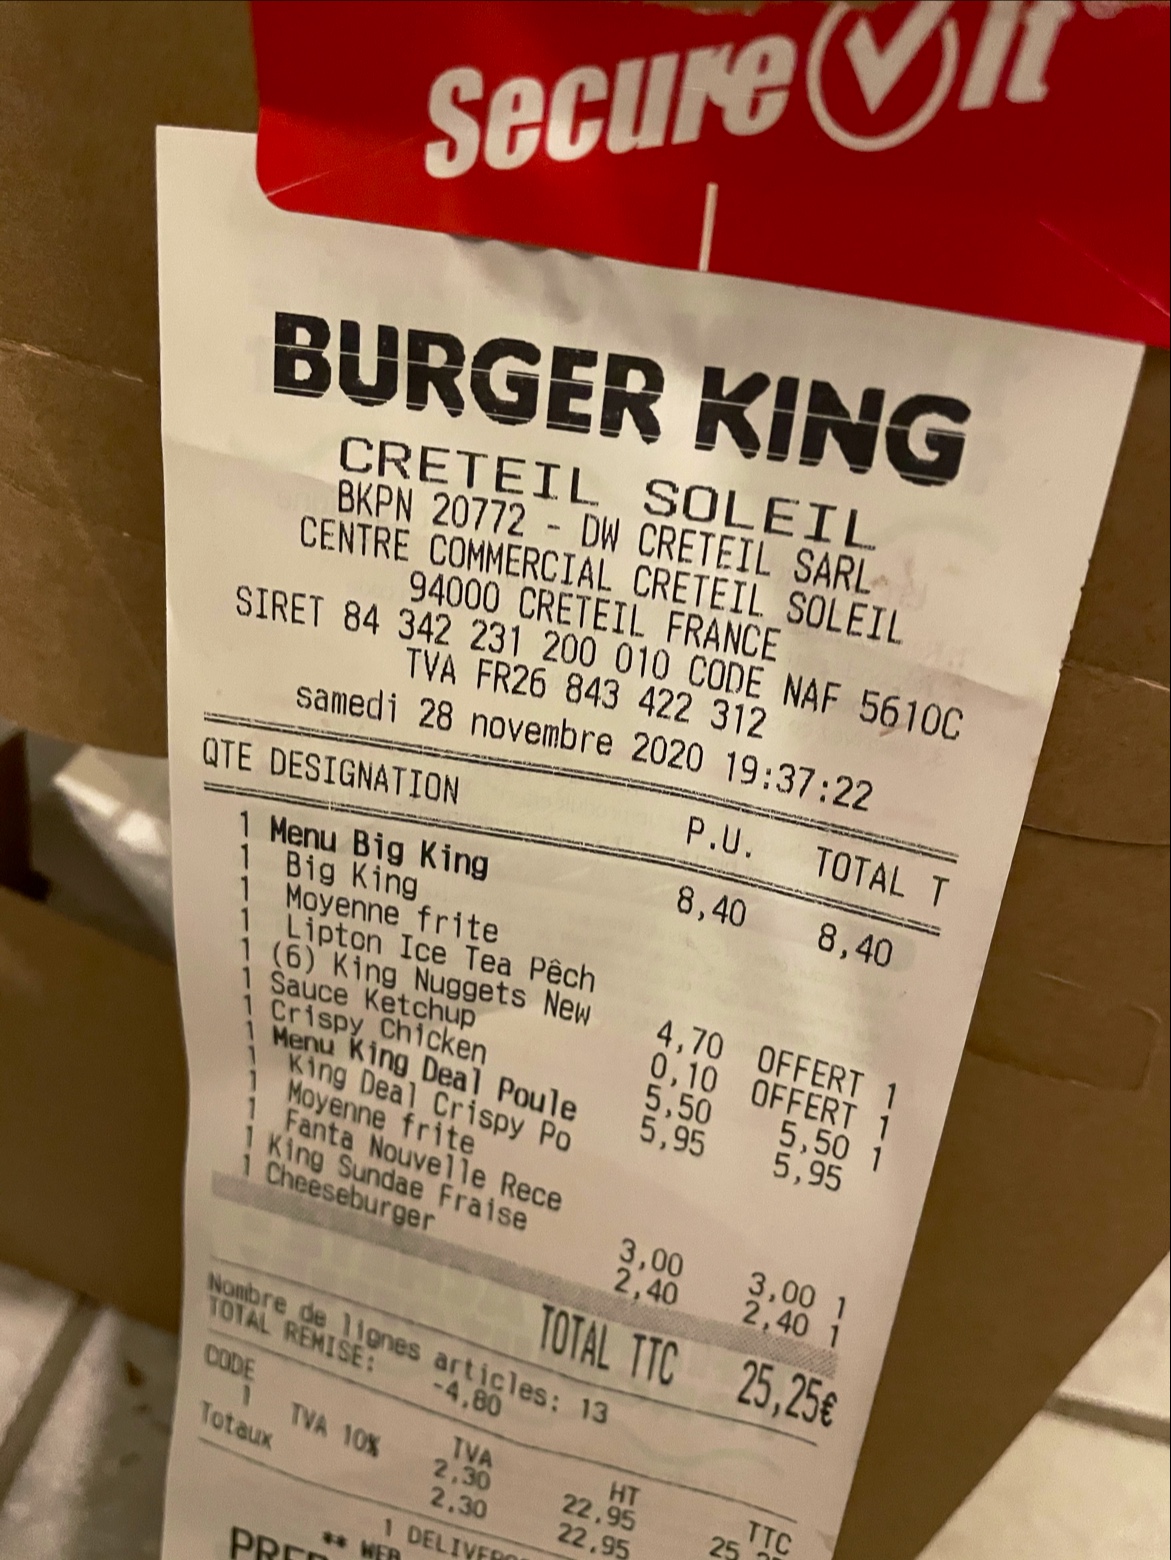 Secure It
BURGER KING
CRETEIL SOLEIL
BKPN 20772 - DW CRETEIL SARL
CENTRE COMMERCIAL CRETEIL SOLEIL
94000 CRETEIL FRANCE
SIRET 84 342 231 200 010 CODE NAF 5610C
TVA FR26 843 422 312
samedi 28 novembre 2020 19:37:22
QTE DESIGNATION P.U. TOTAL T
1 Menu Big King 8,40 8,40
1 Big King
1 Moyenne frite
1 Lipton Ice Tea Pêch
1 (6) King Nuggets New 4,70 OFFERT 1
1 Sauce Ketchup 0,10 OFFERT 1
1 Crispy Chicken 5,50 5,50 1
1 Menu King Deal Poule 5,95 5,95
1 King Deal Crispy Po
1 Moyenne frite
1 Fanta Nouvelle Rece
1 King Sundae Fraise 3,00 3,00 1
1 Cheeseburger 2,40 2,40 1
TOTAL TTC 25,25€
Nombre de lignes articles: 13
TOTAL REMISE: -4,80
CODE TVA HT TTC
1 TVA 10% 2.30 22.95
Totaux 2.30 22.95
1
** WEB